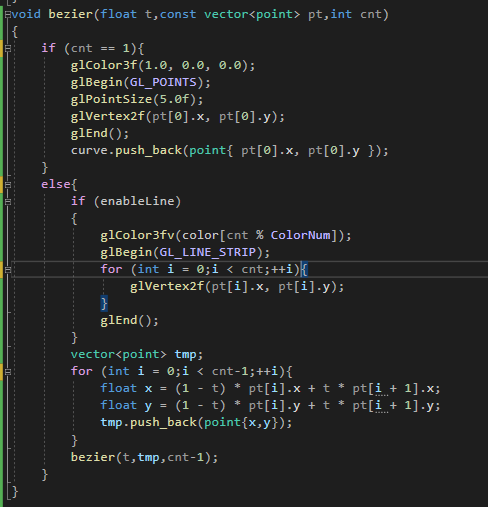 void bezier(float t,const vector<point> pt,int cnt)
{
    if (cnt == 1){
        glColor3f(1.0, 0.0, 0.0);
        glBegin(GL_POINTS);
        glPointSize(5.0f);
        glVertex2f(pt[0].x, pt[0].y);
        glEnd();
        curve.push_back(point{ pt[0].x, pt[0].y });
    }
    else{
        if (enableLine)
        {
            glColor3fv(color[cnt % ColorNum]);
            glBegin(GL_LINE_STRIP);
            for (int i = 0;i < cnt;++i){
                glVertex2f(pt[i].x, pt[i].y);
            }
            glEnd();
        }
        vector<point> tmp;
        for (int i = 0;i < cnt-1;++i){
            float x = (1 - t) * pt[i].x + t * pt[i + 1].x;
            float y = (1 - t) * pt[i].y + t * pt[i + 1].y;
            tmp.push_back(point{x,y});
        }
        bezier(t,tmp,cnt-1);
    }
}